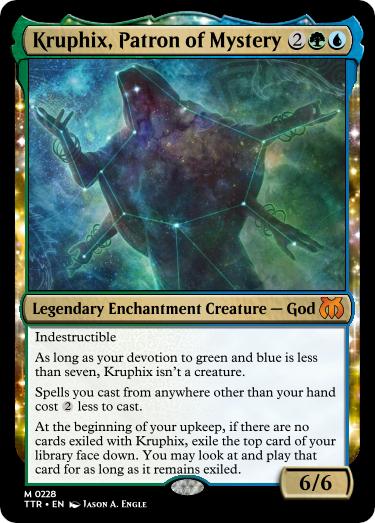 Kruphix, Patron of Mystery 2
Legendary Enchantment Creature — God
Indestructible
As long as your devotion to green and blue is less
than seven, Kruphix isn't a creature.
Spells you cast from anywhere other than your hand
cost 2 less to cast.
At the beginning of your upkeep, if there are no
cards exiled with Kruphix, exile the top card of your
library face down. You may look at and play that
card for as long as it remains exiled.
6/6
M 0228
TTR • EN Jason A. Engle